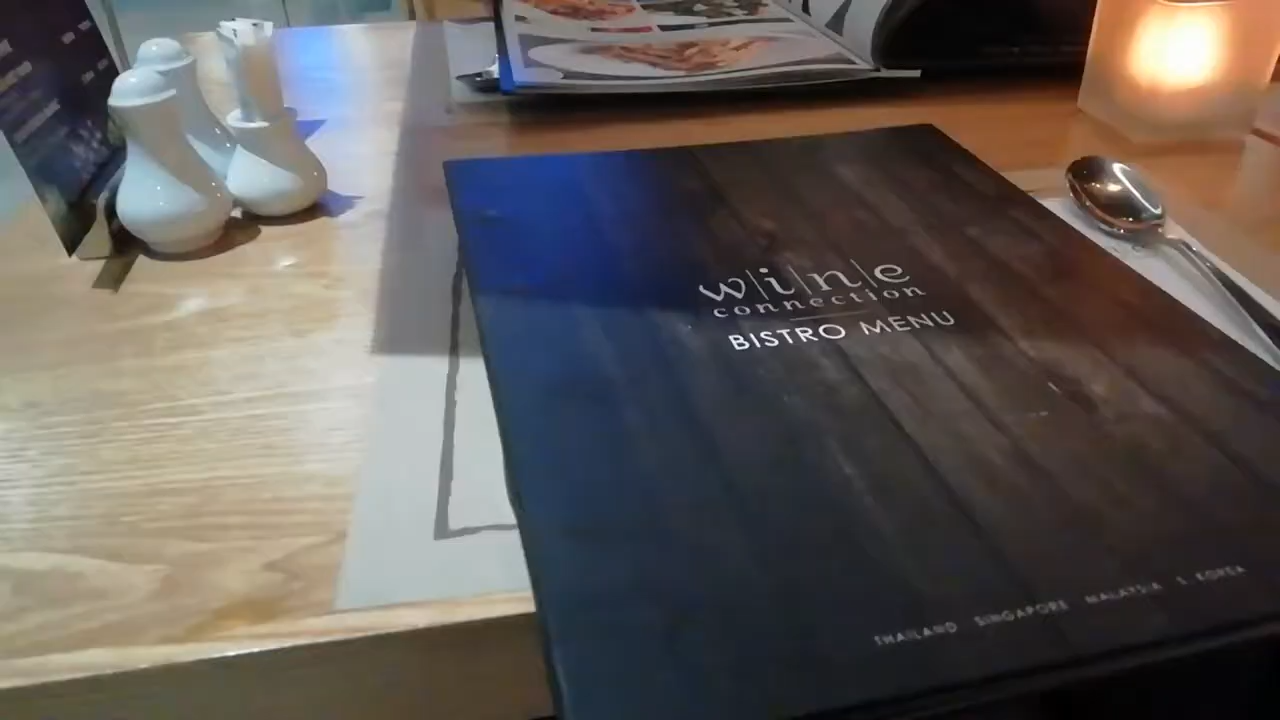 w|i|n|e
connection
BISTRO MENU
THAILAND SINGAPORE MALAYSIA S. KOREA